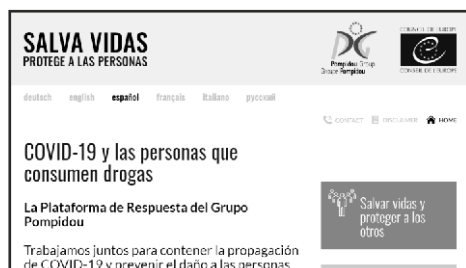 SALVA VIDAS
PROTEGE A LAS PERSONAS
Pompidou Group
Groupe Pompidou
COUNCIL OF EUROPE
CONSEIL DE L'EUROPE
deutsch english español français italiano русский
CONTACT DISCLAIMER HOME
COVID-19 y las personas que
consumen drogas
La Plataforma de Respuesta del Grupo
Pompidou
Trabajamos juntos para contener la propagación
de COVID-19 y prevenir el daño a las personas
Salvar vidas y
proteger a los
otros